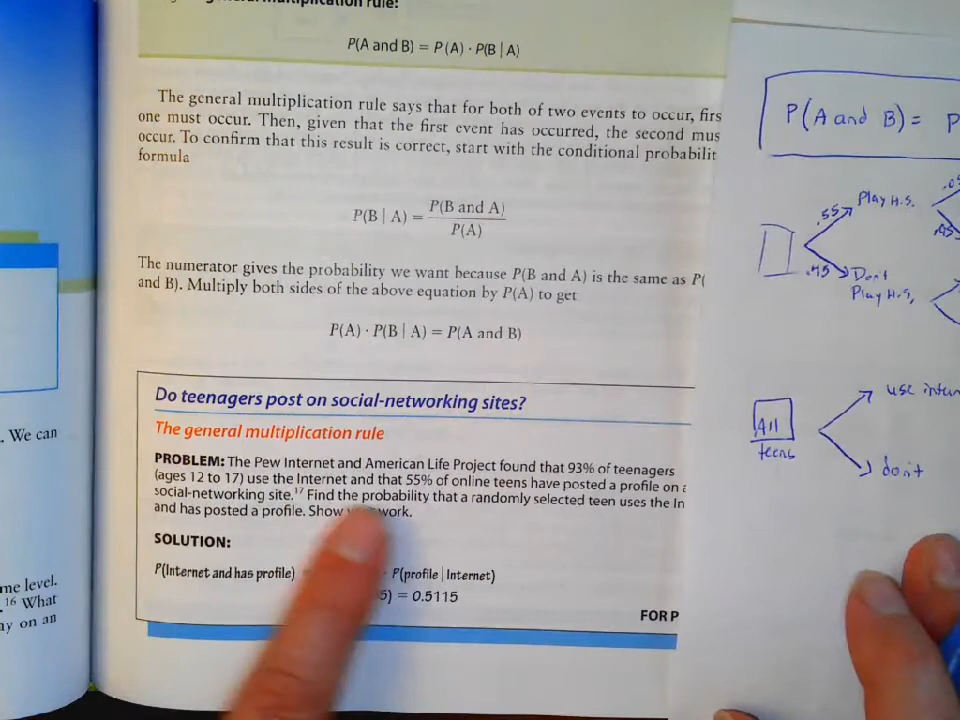 general multiplication rule:
P(A and B) = P(A) · P(B | A)
The general multiplication rule says that for both of two events to occur, firs
one must occur. Then, given that the first event has occurred, the second mus
occur. To confirm that this result is correct, start with the conditional probabilit
formula
P(B | A) = P(B and A)
P(A)
The numerator gives the probability we want because P(B and A) is the same as P(
and B). Multiply both sides of the above equation by P(A) to get
P(A) · P(B | A) = P(A and B)
Do teenagers post on social-networking sites?
The general multiplication rule
PROBLEM: The Pew Internet and American Life Project found that 93% of teenagers
(ages 12 to 17) use the Internet and that 55% of online teens have posted a profile on a
social-networking site.17 Find the probability that a randomly selected teen uses the In
and has posted a profile. Show work.
SOLUTION:
P(Internet and has profile) · P(profile | Internet)
5) = 0.5115
FOR P
. We can
me level.
.16 What
ay on an
P(A and B) = P
.55 Play H.S.
.45 Don't
Play H.S.
.05
.95
All
teens
use intern
don't